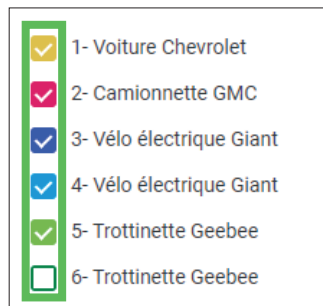 1- Voiture Chevrolet
2- Camionnette GMC
3- Vélo électrique Giant
4- Vélo électrique Giant
5- Trottinette Geebee
6- Trottinette Geebee